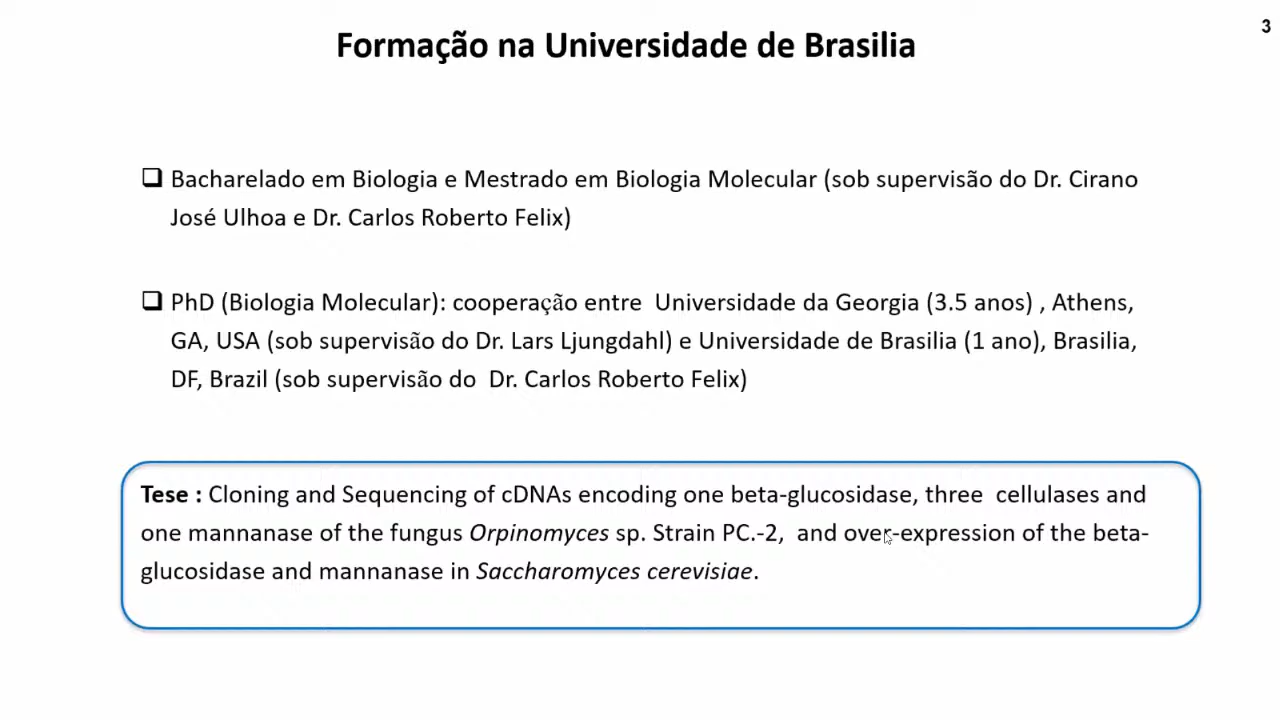 3
Formação na Universidade de Brasilia
❑ Bacharelado em Biologia e Mestrado em Biologia Molecular (sob supervisão do Dr. Cirano
José Ulhoa e Dr. Carlos Roberto Felix)
❑ PhD (Biologia Molecular): cooperação entre  Universidade da Georgia (3.5 anos) , Athens,
GA, USA (sob supervisão do Dr. Lars Ljungdahl) e Universidade de Brasilia (1 ano), Brasilia,
DF, Brazil (sob supervisão do  Dr. Carlos Roberto Felix)
Tese : Cloning and Sequencing of cDNAs encoding one beta-glucosidase, three  cellulases and
one mannanase of the fungus Orpinomyces sp. Strain PC.-2,  and over-expression of the beta-
glucosidase and mannanase in Saccharomyces cerevisiae.